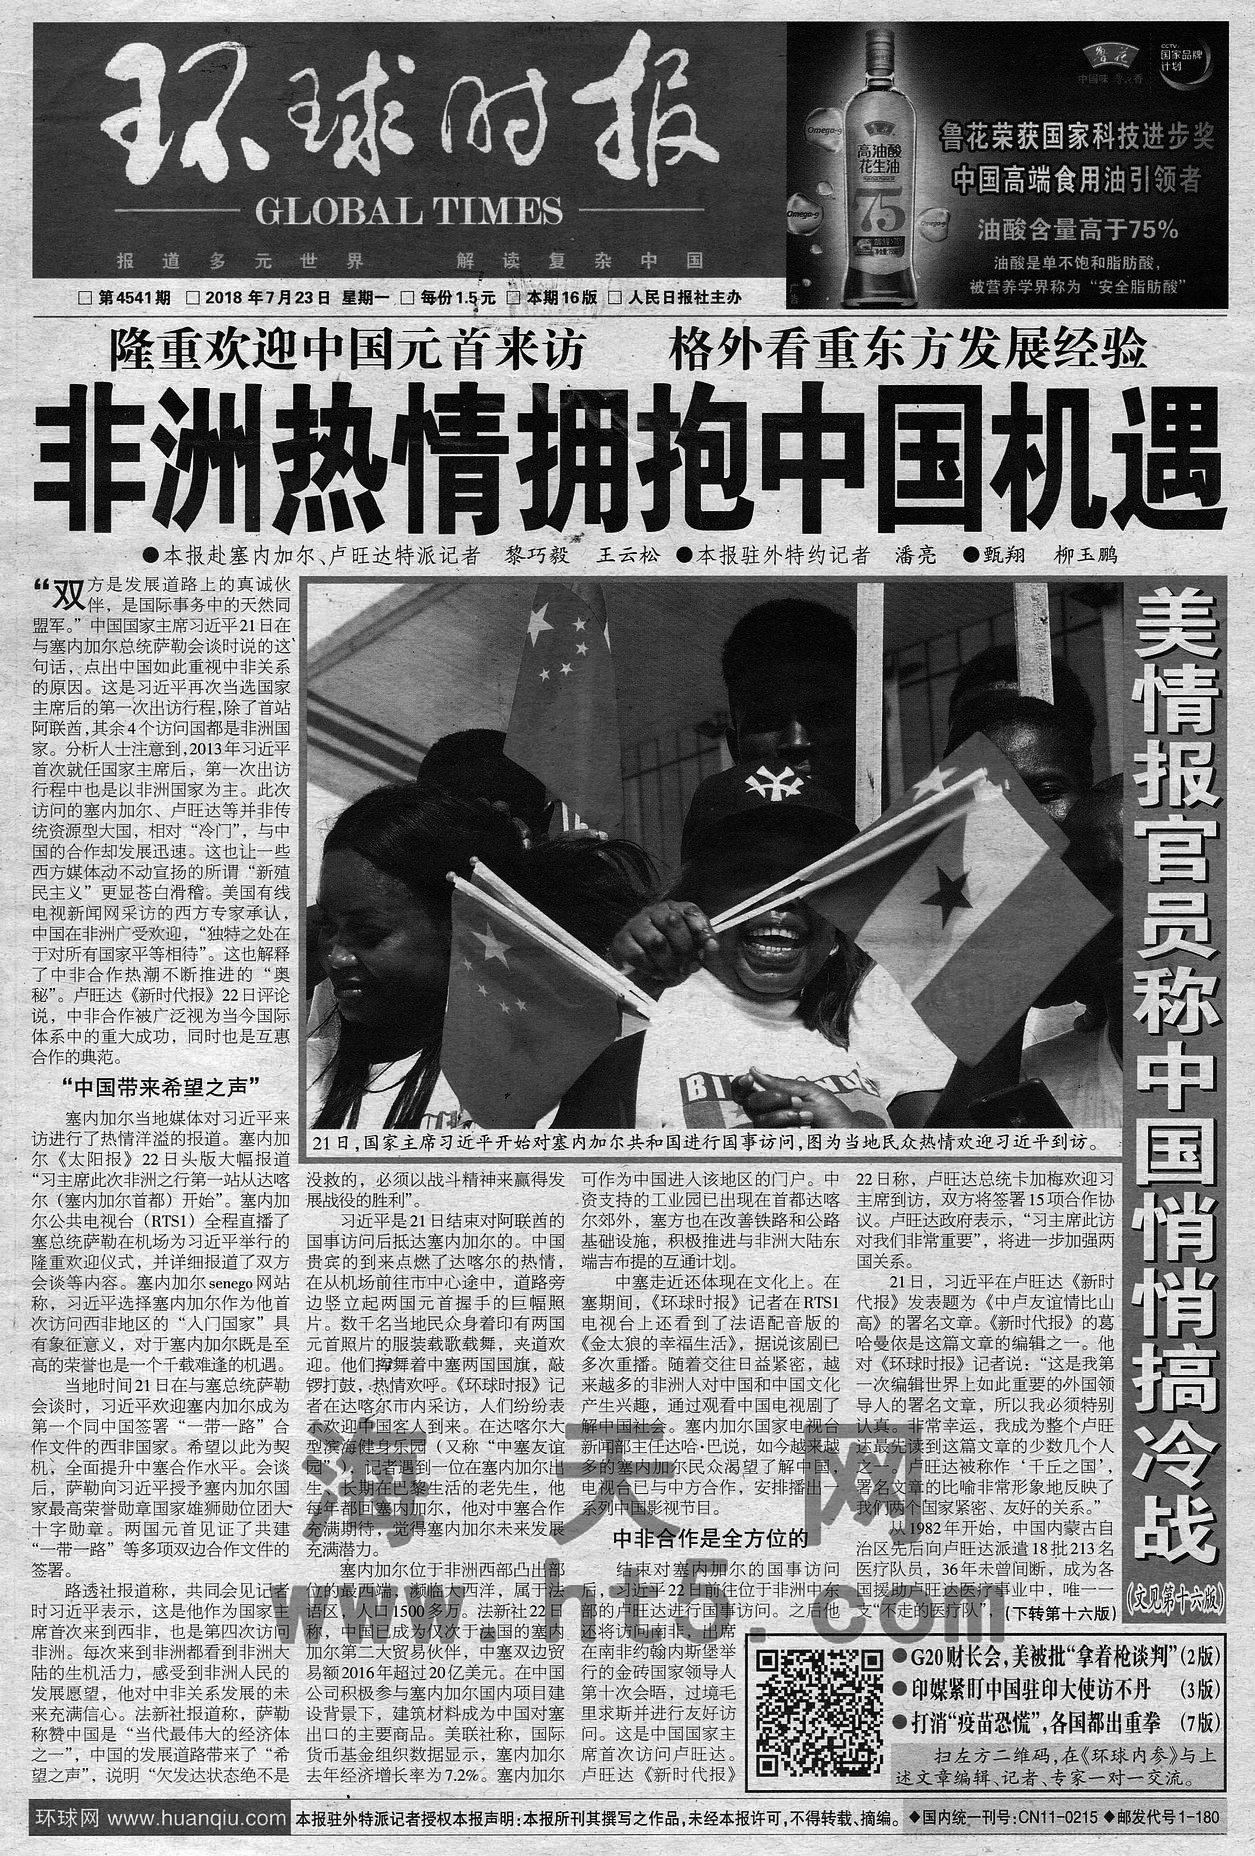 环球时报
GLOBAL TIMES
报道多元世界 解读复杂中国
鲁花
中国味 鲁花香
CCTV
国家品牌
计划
Omega-9
Omega-9
Omega-9
鲁花
高油酸
花生油
75
鲁花荣获国家科技进步奖
中国高端食用油引领者
油酸含量高于75%
油酸是单不饱和脂肪酸，
被营养学界称为“安全脂肪酸”
广告
□ 第4541期 □ 2018年7月23日 星期一 □ 每份1.5元 □ 本期16版 □ 人民日报社主办
隆重欢迎中国元首来访 格外看重东方发展经验
非洲热情拥抱中国机遇
●本报赴塞内加尔、卢旺达特派记者 黎巧毅 王云松 ●本报驻外特约记者 潘亮 ●甄翔 柳玉鹏
“双方是发展道路上的真诚伙
伴，是国际事务中的天然同
盟军。”中国国家主席习近平21日在
与塞内加尔总统萨勒会谈时说的这
句话，点出中国如此重视中非关系
的原因。这是习近平再次当选国家
主席后的第一次出访行程，除了首站
阿联酋，其余4个访问国都是非洲国
家。分析人士注意到，2013年习近平
首次就任国家主席后，第一次出访
行程中也是以非洲国家为主。此次
访问的塞内加尔、卢旺达等并非传
统资源型大国，相对“冷门”，与中
国的合作却发展迅速。这也让一些
西方媒体动不动宣扬的所谓“新殖
民主义”更显苍白滑稽。美国有线
电视新闻网采访的西方专家承认，
中国在非洲广受欢迎，“独特之处在
于对所有国家平等相待”。这也解释
了中非合作热潮不断推进的“奥
秘”。卢旺达《新时代报》22日评论
说，中非合作被广泛视为当今国际
体系中的重大成功，同时也是互惠
合作的典范。
“中国带来希望之声”
塞内加尔当地媒体对习近平来
访进行了热情洋溢的报道。塞内加
尔《太阳报》22日头版大幅报道
“习主席此次非洲之行第一站从达喀
尔（塞内加尔首都）开始”。塞内加
尔公共电视台（RTS1）全程直播了
塞总统萨勒在机场为习近平举行的
隆重欢迎仪式，并详细报道了双方
会谈等内容。塞内加尔senego网站
称，习近平选择塞内加尔作为他首
次访问西非地区的“入门国家”具
有象征意义，对于塞内加尔既是至
高的荣誉也是一个千载难逢的机遇。
当地时间21日在与塞总统萨勒
会谈时，习近平欢迎塞内加尔成为
第一个同中国签署“一带一路”合
作文件的西非国家。希望以此为契
机，全面提升中塞合作水平。会谈
后，萨勒向习近平授予塞内加尔国
家最高荣誉勋章国家雄狮勋位团大
十字勋章。两国元首见证了共建
“一带一路”等多项双边合作文件的
签署。
路透社报道称，共同会见记者
时习近平表示，这是他作为国家主
席首次来到西非，也是第四次访问
非洲。每次来到非洲都看到非洲大
陆的生机活力，感受到非洲人民的
发展愿望，他对中非关系发展的未
来充满信心。法新社报道称，萨勒
称赞中国是“当代最伟大的经济体
之一”，中国的发展道路带来了“希
望之声”，说明“欠发达状态绝不是
BI
21日，国家主席习近平开始对塞内加尔共和国进行国事访问，图为当地民众热情欢迎习近平到访。
没救的，必须以战斗精神来赢得发
展战役的胜利”。
习近平是21日结束对阿联酋的
国事访问后抵达塞内加尔的。中国
贵宾的到来点燃了达喀尔的热情，
在从机场前往市中心途中，道路旁
边竖立起两国元首握手的巨幅照
片。数千名当地民众身着印有两国
元首照片的服装载歌载舞，夹道欢
迎。他们挥舞着中塞两国国旗，敲
锣打鼓，热情欢呼。《环球时报》记
者在达喀尔市内采访，人们纷纷表
示欢迎中国客人到来。在达喀尔大
型滨海健身乐园（又称“中塞友谊
园”），记者遇到一位在塞内加尔出
生、长期在巴黎生活的老先生，他
每年都回塞内加尔，他对中塞合作
充满期待，觉得塞内加尔未来发展
充满潜力。
塞内加尔位于非洲西部凸出部
位的最西端，濒临大西洋，属于法
语区，人口1500多万。法新社22日
称，中国已成为仅次于法国的塞内
加尔第二大贸易伙伴，中塞双边贸
易额2016年超过20亿美元。在中国
公司积极参与塞内加尔国内项目建
设背景下，建筑材料成为中国对塞
出口的主要商品。美联社称，国际
货币基金组织数据显示，塞内加尔
去年经济增长率为7.2%。塞内加尔
可作为中国进入该地区的门户。中
资支持的工业园已出现在首都达喀
尔郊外，塞方也在改善铁路和公路
基础设施，积极推进与非洲大陆东
端吉布提的互通计划。
中塞走近还体现在文化上。在
塞期间，《环球时报》记者在RTS1
电视台上还看到了法语配音版的
《金太狼的幸福生活》，据说该剧已
多次重播。随着交往日益紧密，越
来越多的非洲人对中国和中国文化
产生兴趣，通过观看中国电视剧了
解中国社会。塞内加尔国家电视台
新闻部主任达哈·巴说，如今越来越
多的塞内加尔民众渴望了解中国，
电视台已与中方合作，安排播出一
系列中国影视节目。
中非合作是全方位的
结束对塞内加尔的国事访问
后，习近平22日前往位于非洲中东
部的卢旺达进行国事访问。之后他
还将访问南非，出席
在南非约翰内斯堡举
行的金砖国家领导人
第十次会晤，过境毛
里求斯并进行友好访
问。这是中国国家主
席首次访问卢旺达。
卢旺达《新时代报》
22日称，卢旺达总统卡加梅欢迎习
主席到访，双方将签署15项合作协
议。卢旺达政府表示，“习主席此访
对我们非常重要”，将进一步加强两
国关系。
21日，习近平在卢旺达《新时
代报》发表题为《中卢友谊情比山
高》的署名文章。《新时代报》的葛
哈曼依是这篇文章的编辑之一。他
对《环球时报》记者说：“这是我第
一次编辑世界上如此重要的外国领
导人的署名文章，所以我必须特别
认真。非常幸运，我成为整个卢旺
达最先读到这篇文章的少数几个人
之一。卢旺达被称作‘千丘之国’，
署名文章的比喻非常形象地反映了
我们两个国家紧密、友好的关系。”
从1982年开始，中国内蒙古自
治区先后向卢旺达派遣18批213名
医疗队员，36年未曾间断，成为各
国援助卢旺达医疗事业中，唯一一
支“不走的医疗队”，（下转第十六版）
美情报官员称中国悄悄搞冷战
（文见第十六版）
●G20财长会，美被批“拿着枪谈判”（2版）
●印媒紧盯中国驻印大使访不丹 （3版）
●打消“疫苗恐慌”，各国都出重拳 （7版）
扫左方二维码，在《环球内参》与上
述文章编辑、记者、专家一对一交流。
海天网
www.ht5.com
环球网 www.huanqiu.com
本报驻外特派记者授权本报声明：本报所刊其撰写之作品，未经本报许可，不得转载、摘编。
◆国内统一刊号：CN11-0215 ◆邮发代号1-180